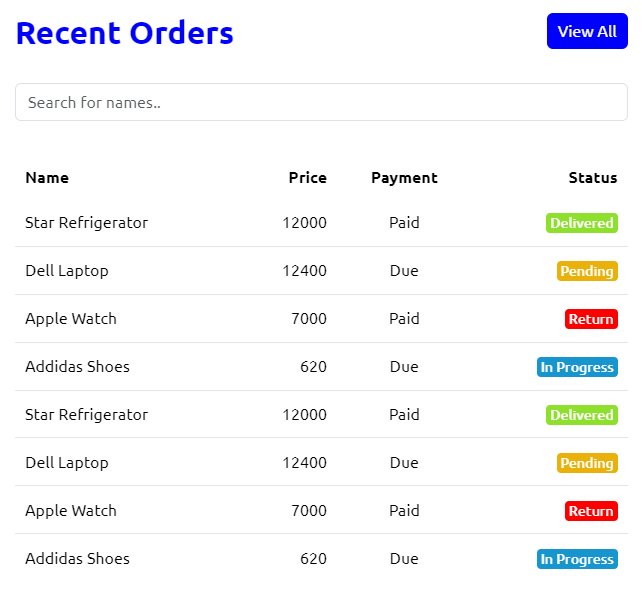 Recent Orders View All
Search for names..
Name Price Payment Status
Star Refrigerator 12000 Paid Delivered
Dell Laptop 12400 Due Pending
Apple Watch 7000 Paid Return
Addidas Shoes 620 Due In Progress
Star Refrigerator 12000 Paid Delivered
Dell Laptop 12400 Due Pending
Apple Watch 7000 Paid Return
Addidas Shoes 620 Due In Progress